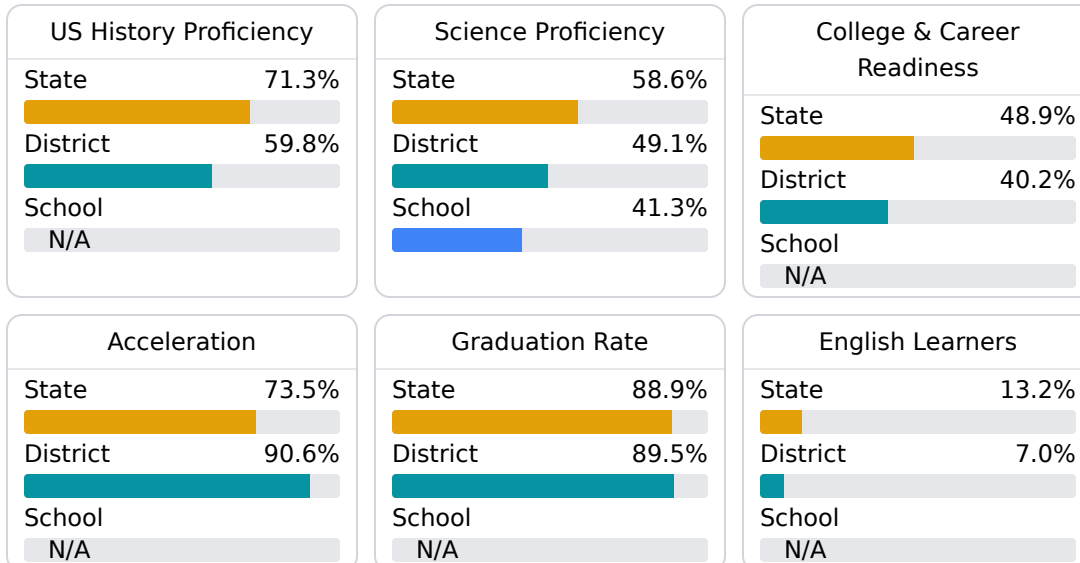 US History Proficiency
State 71.3%
District 59.8%
School
N/A
Science Proficiency
State 58.6%
District 49.1%
School 41.3%
College & Career
Readiness
State 48.9%
District 40.2%
School
N/A
Acceleration
State 73.5%
District 90.6%
School
N/A
Graduation Rate
State 88.9%
District 89.5%
School
N/A
English Learners
State 13.2%
District 7.0%
School
N/A